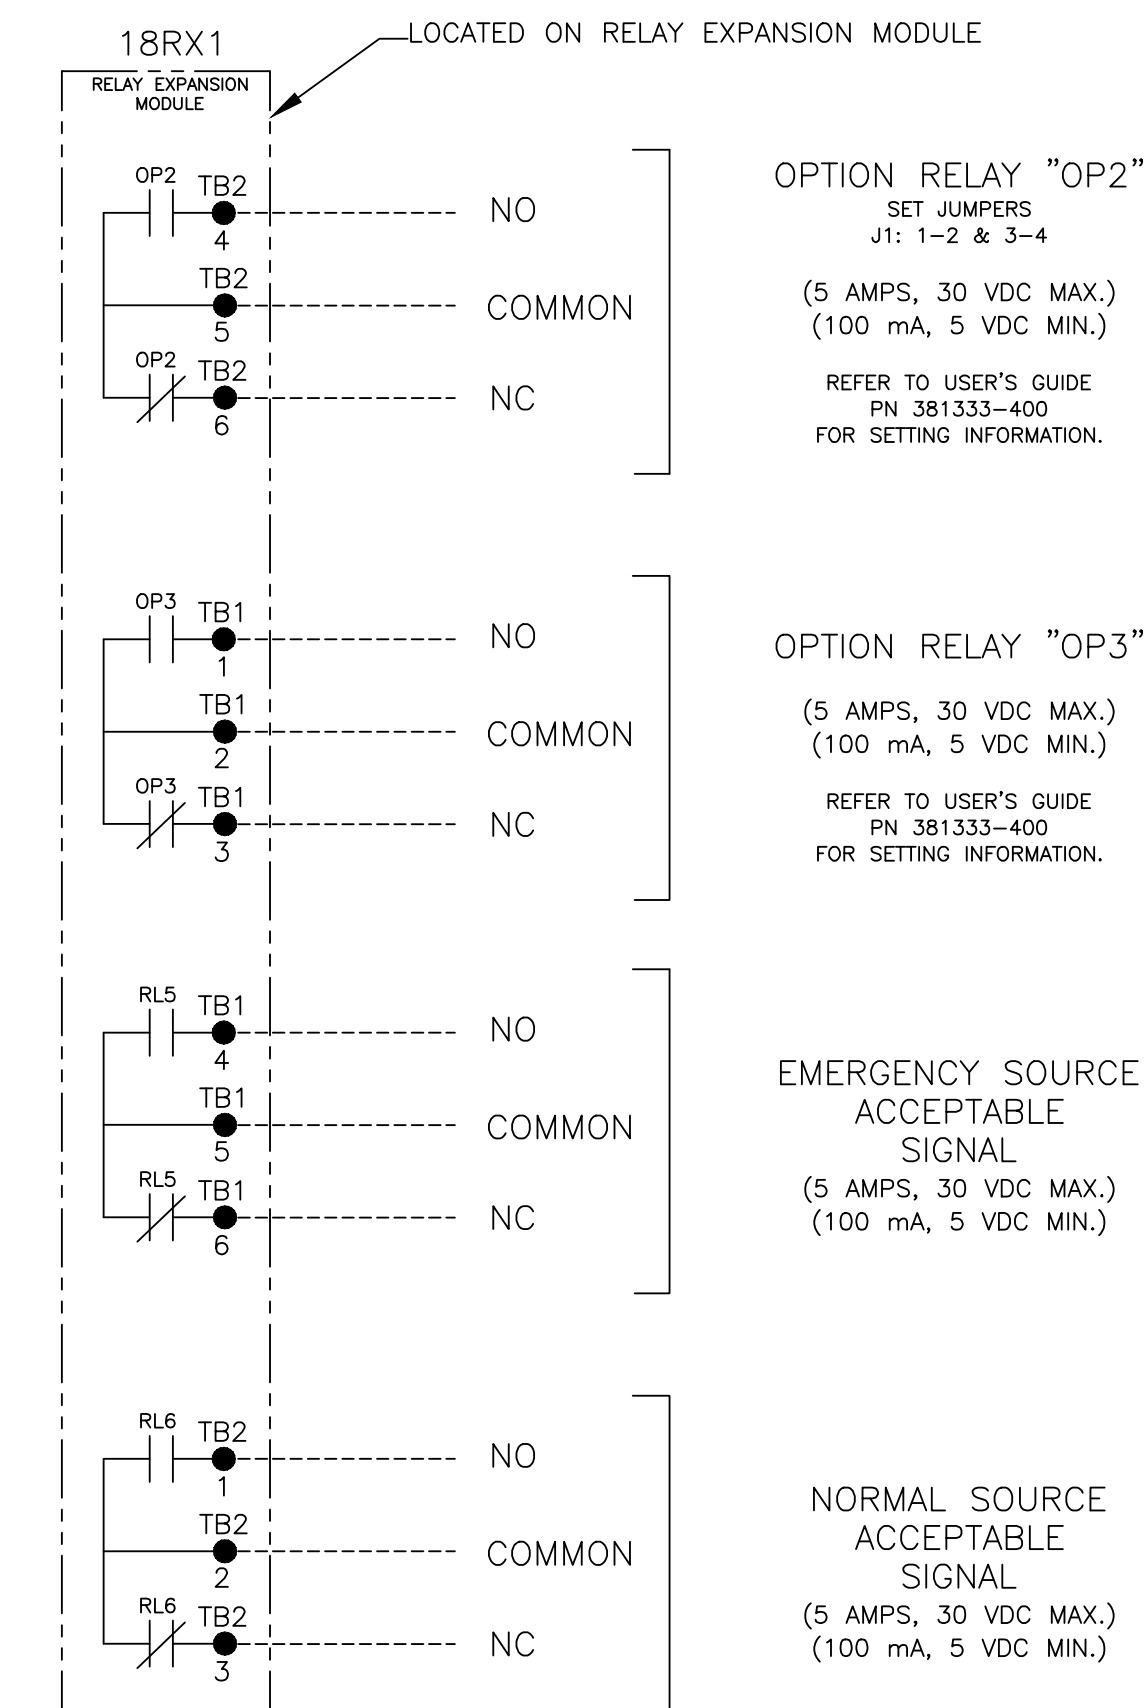 18RX1
LOCATED ON RELAY EXPANSION MODULE
RELAY EXPANSION
MODULE
OP2
TB2
4
NO
TB2
5
COMMON
OP2
TB2
6
NC
OPTION RELAY "OP2"
SET JUMPERS
J1: 1-2 & 3-4
(5 AMPS, 30 VDC MAX.)
(100 mA, 5 VDC MIN.)
REFER TO USER'S GUIDE
PN 381333-400
FOR SETTING INFORMATION.
OP3
TB1
1
NO
TB1
2
COMMON
OP3
TB1
3
NC
OPTION RELAY "OP3"
(5 AMPS, 30 VDC MAX.)
(100 mA, 5 VDC MIN.)
REFER TO USER'S GUIDE
PN 381333-400
FOR SETTING INFORMATION.
RL5
TB1
4
NO
TB1
5
COMMON
RL5
TB1
6
NC
EMERGENCY SOURCE
ACCEPTABLE
SIGNAL
(5 AMPS, 30 VDC MAX.)
(100 mA, 5 VDC MIN.)
RL6
TB2
1
NO
TB2
2
COMMON
RL6
TB2
3
NC
NORMAL SOURCE
ACCEPTABLE
SIGNAL
(5 AMPS, 30 VDC MAX.)
(100 mA, 5 VDC MIN.)